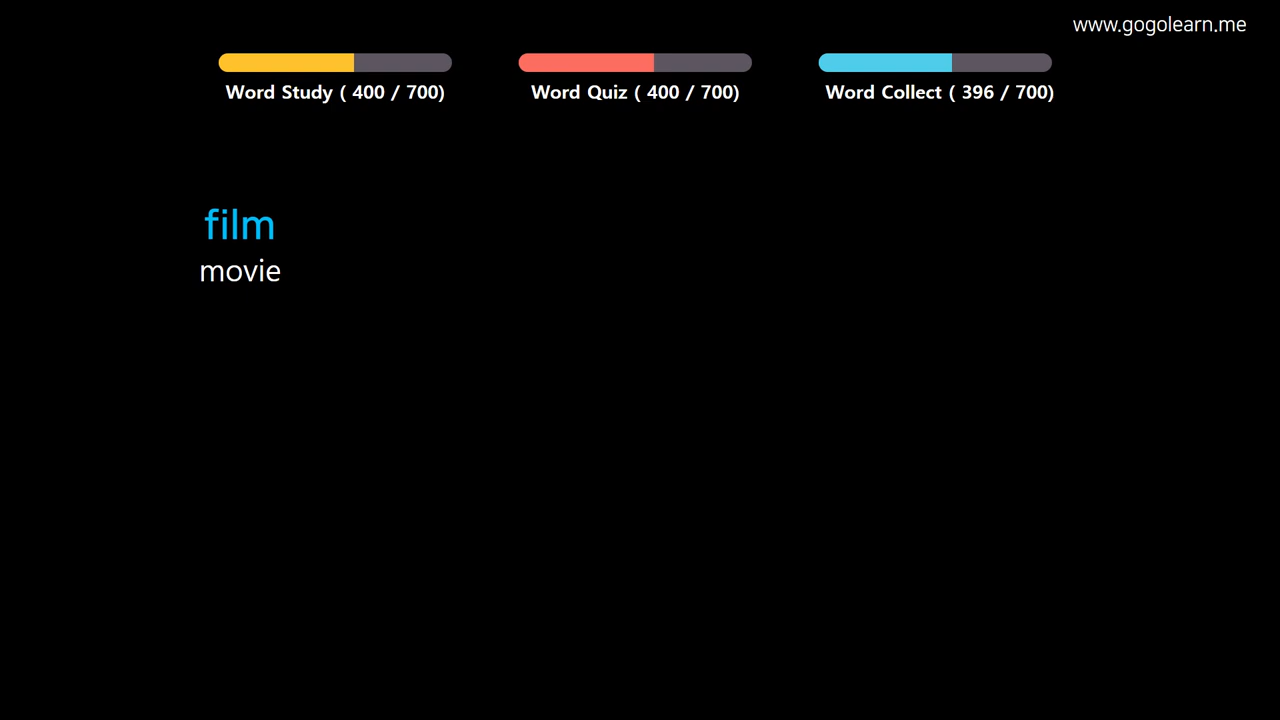 www.gogolearn.me
Word Study ( 400 / 700)
Word Quiz ( 400 / 700)
Word Collect ( 396 / 700)
film
movie